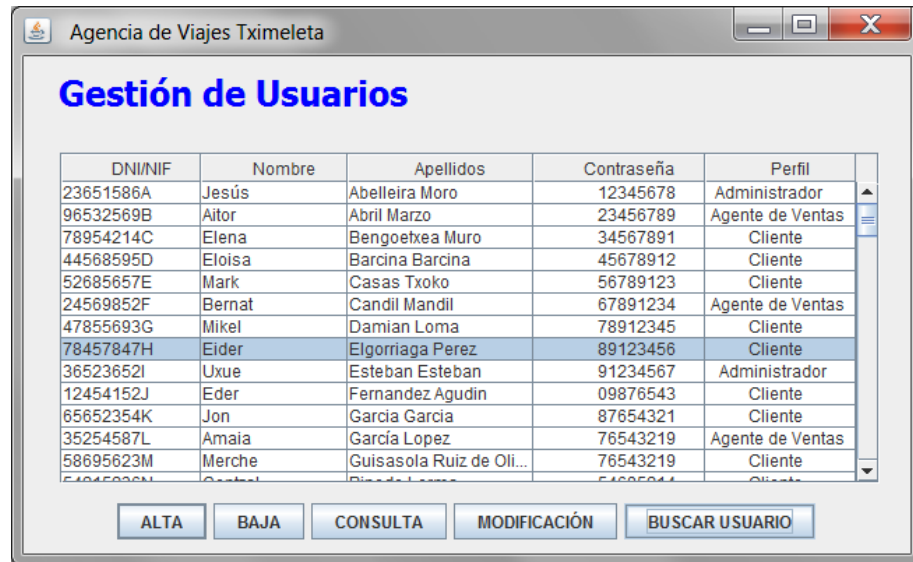 Agencia de Viajes Tximeleta
Gestión de Usuarios
DNI/NIF Nombre Apellidos Contraseña Perfil
23651586A Jesús Abelleira Moro 12345678 Administrador
96532569B Aitor Abril Marzo 23456789 Agente de Ventas
78954214C Elena Bengoetxea Muro 34567891 Cliente
44568595D Eloisa Barcina Barcina 45678912 Cliente
52685657E Mark Casas Txoko 56789123 Cliente
24569852F Bernat Candil Mandil 67891234 Agente de Ventas
47855693G Mikel Damian Loma 78912345 Cliente
78457847H Eider Elgorriaga Perez 89123456 Cliente
36523652I Uxue Esteban Esteban 91234567 Administrador
12454152J Eder Fernandez Agudin 09876543 Cliente
65652354K Jon Garcia Garcia 87654321 Cliente
35254587L Amaia García Lopez 76543219 Agente de Ventas
58695623M Merche Guisasola Ruiz de Oli... 76543219 Cliente
ALTA BAJA CONSULTA MODIFICACIÓN BUSCAR USUARIO